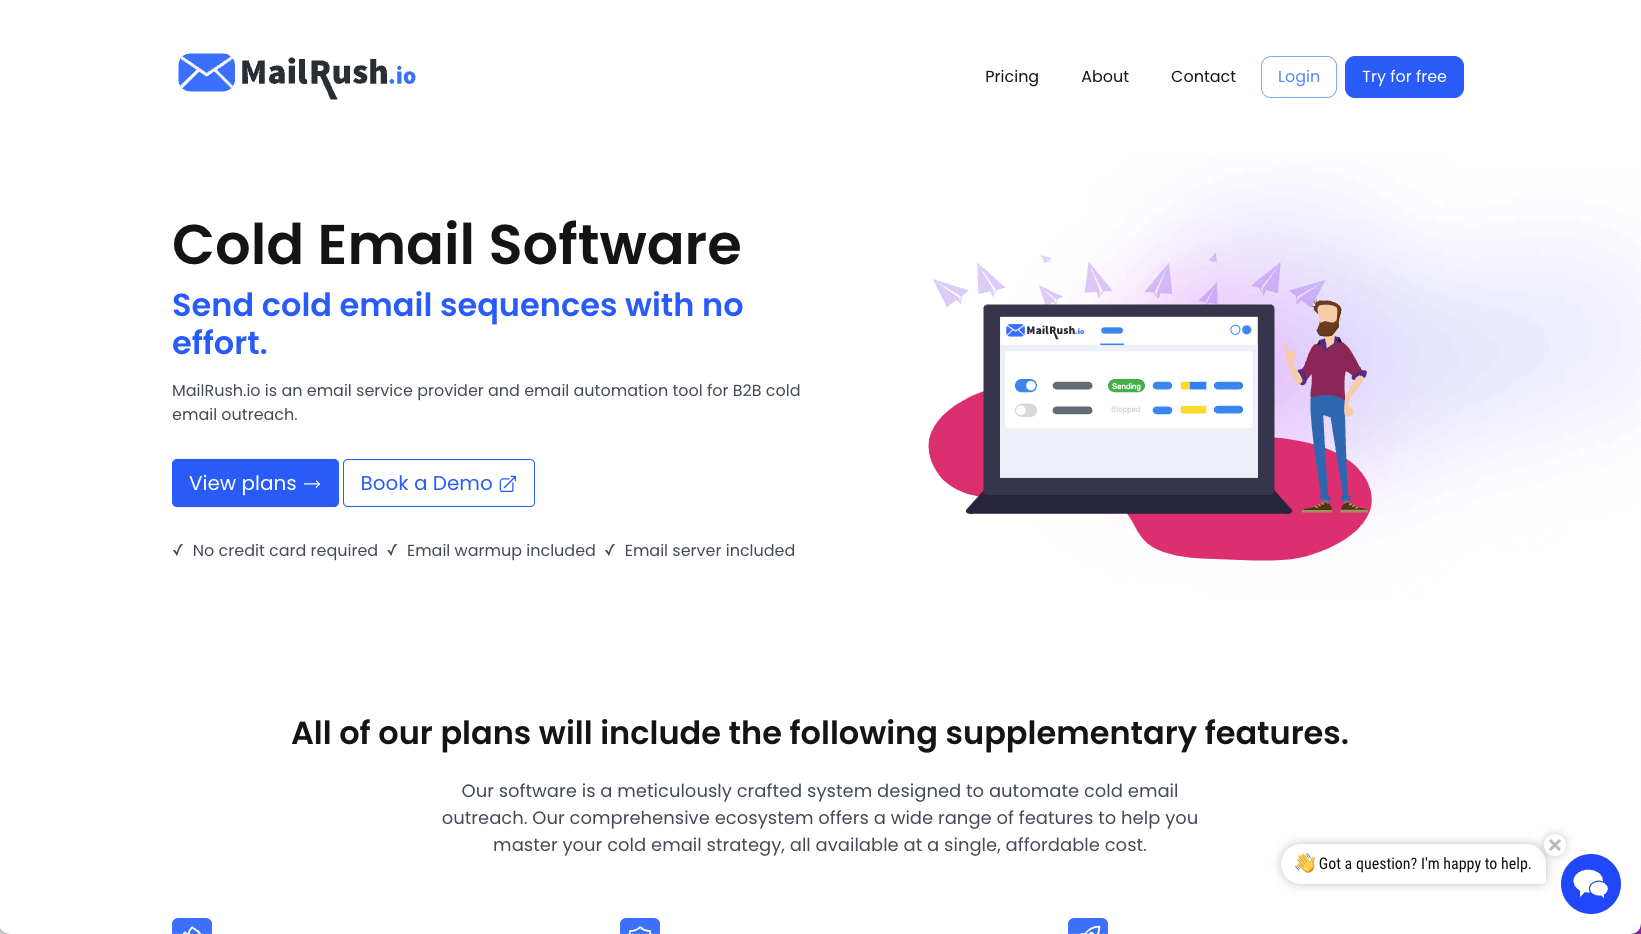 MailRush.io
Pricing
About
Contact
Login
Try for free
Cold Email Software
Send cold email sequences with no
effort.
MailRush.io is an email service provider and email automation tool for B2B cold
email outreach.
View plans →
Book a Demo
✓ No credit card required ✓ Email warmup included ✓ Email server included
MailRush.io
Sending
Stopped
All of our plans will include the following supplementary features.
Our software is a meticulously crafted system designed to automate cold email
outreach. Our comprehensive ecosystem offers a wide range of features to help you
master your cold email strategy, all available at a single, affordable cost.
👋 Got a question? I'm happy to help.